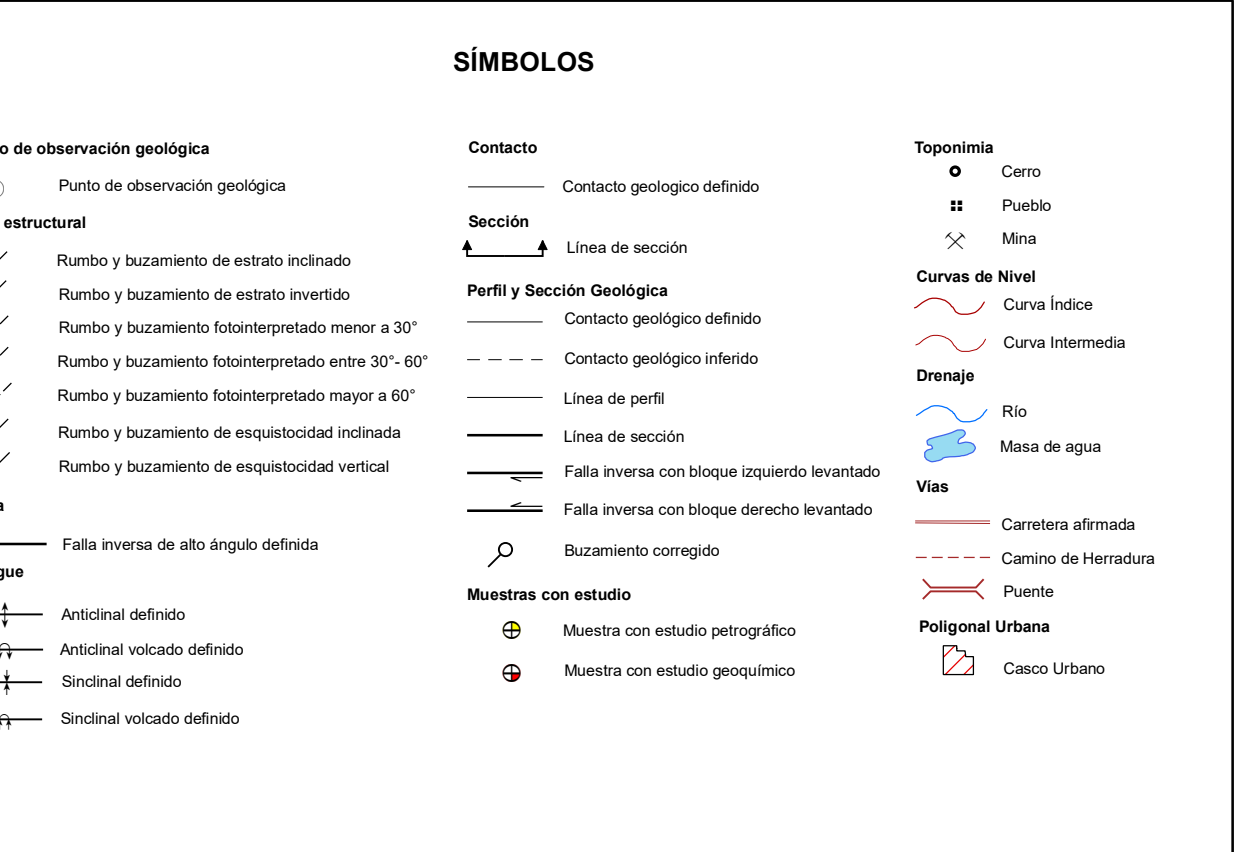 SÍMBOLOS
o de observación geológica
Punto de observación geológica
estructural
Rumbo y buzamiento de estrato inclinado
Rumbo y buzamiento de estrato invertido
Rumbo y buzamiento fotointerpretado menor a 30°
Rumbo y buzamiento fotointerpretado entre 30°- 60°
Rumbo y buzamiento fotointerpretado mayor a 60°
Rumbo y buzamiento de esquistocidad inclinada
Rumbo y buzamiento de esquistocidad vertical
a
Falla inversa de alto ángulo definida
gue
Anticlinal definido
Anticlinal volcado definido
Sinclinal definido
Sinclinal volcado definido
Contacto
Contacto geologico definido
Sección
Línea de sección
Perfil y Sección Geológica
Contacto geológico definido
Contacto geológico inferido
Línea de perfil
Línea de sección
Falla inversa con bloque izquierdo levantado
Falla inversa con bloque derecho levantado
Buzamiento corregido
Muestras con estudio
Muestra con estudio petrográfico
Muestra con estudio geoquímico
Toponimia
Cerro
Pueblo
Mina
Curvas de Nivel
Curva Índice
Curva Intermedia
Drenaje
Río
Masa de agua
Vías
Carretera afirmada
Camino de Herradura
Puente
Poligonal Urbana
Casco Urbano